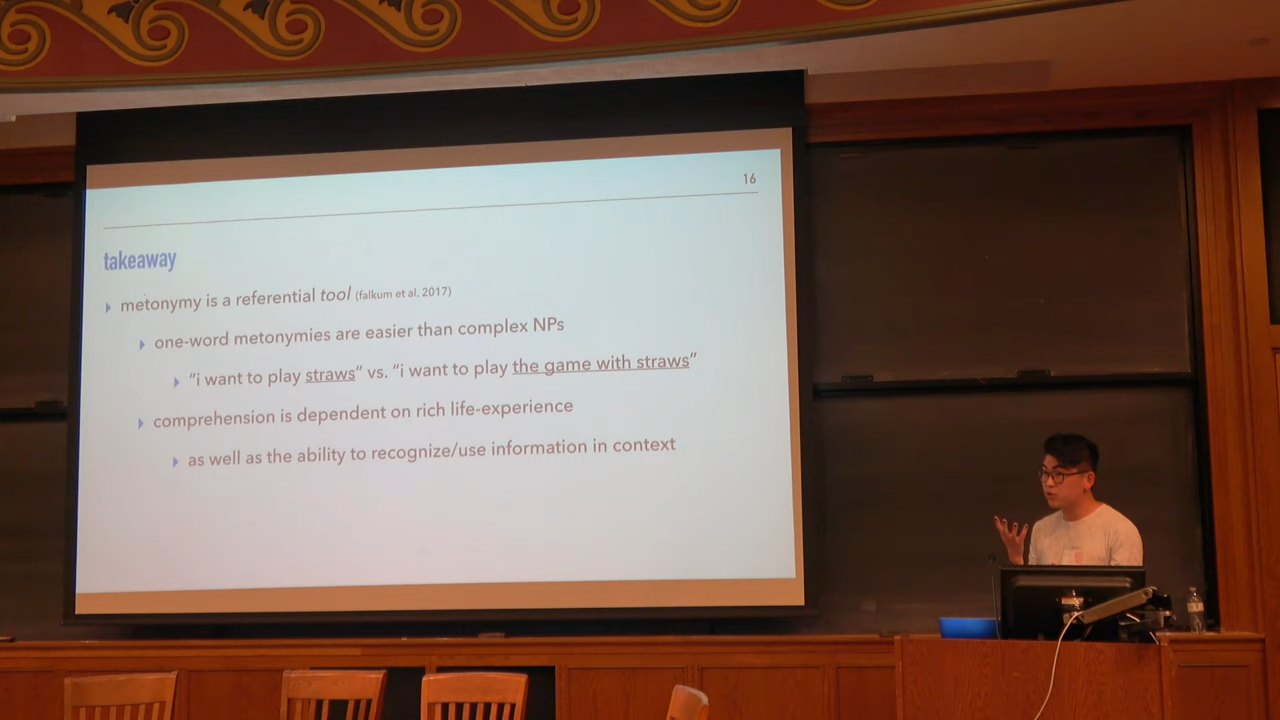 16
takeaway
metonymy is a referential tool (falkum et al. 2017)
one-word metonymies are easier than complex NPs
"i want to play straws" vs. "i want to play the game with straws"
comprehension is dependent on rich life-experience
as well as the ability to recognize/use information in context